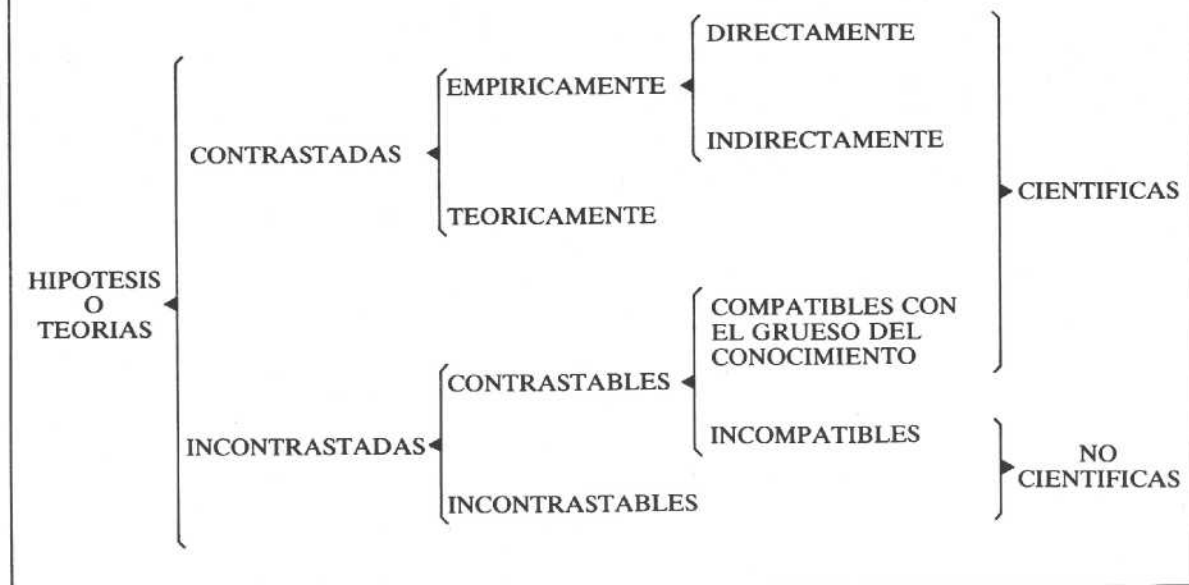 DIRECTAMENTE
EMPIRICAMENTE
INDIRECTAMENTE
CONTRASTADAS
CIENTIFICAS
TEORICAMENTE
HIPOTESIS
O
TEORIAS
COMPATIBLES CON
EL GRUESO DEL
CONOCIMIENTO
CONTRASTABLES
INCOMPATIBLES
INCONTRASTADAS
NO
CIENTIFICAS
INCONTRASTABLES